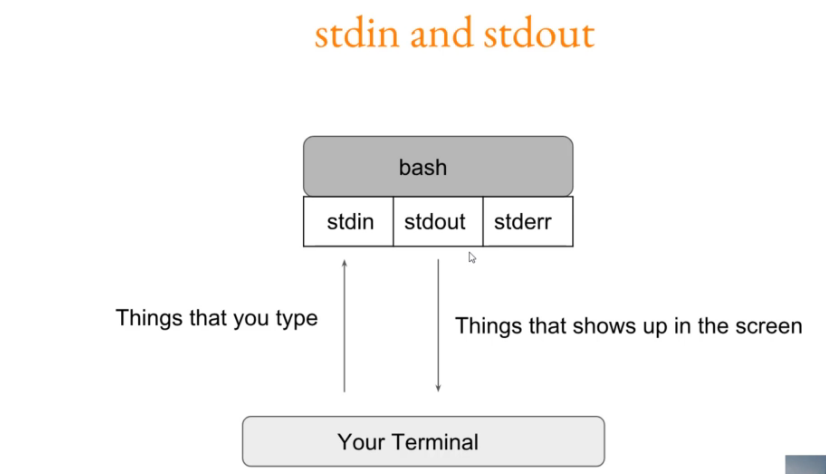 stdin and stdout
bash
stdin stdout stderr
Things that you type
Things that shows up in the screen
Your Terminal